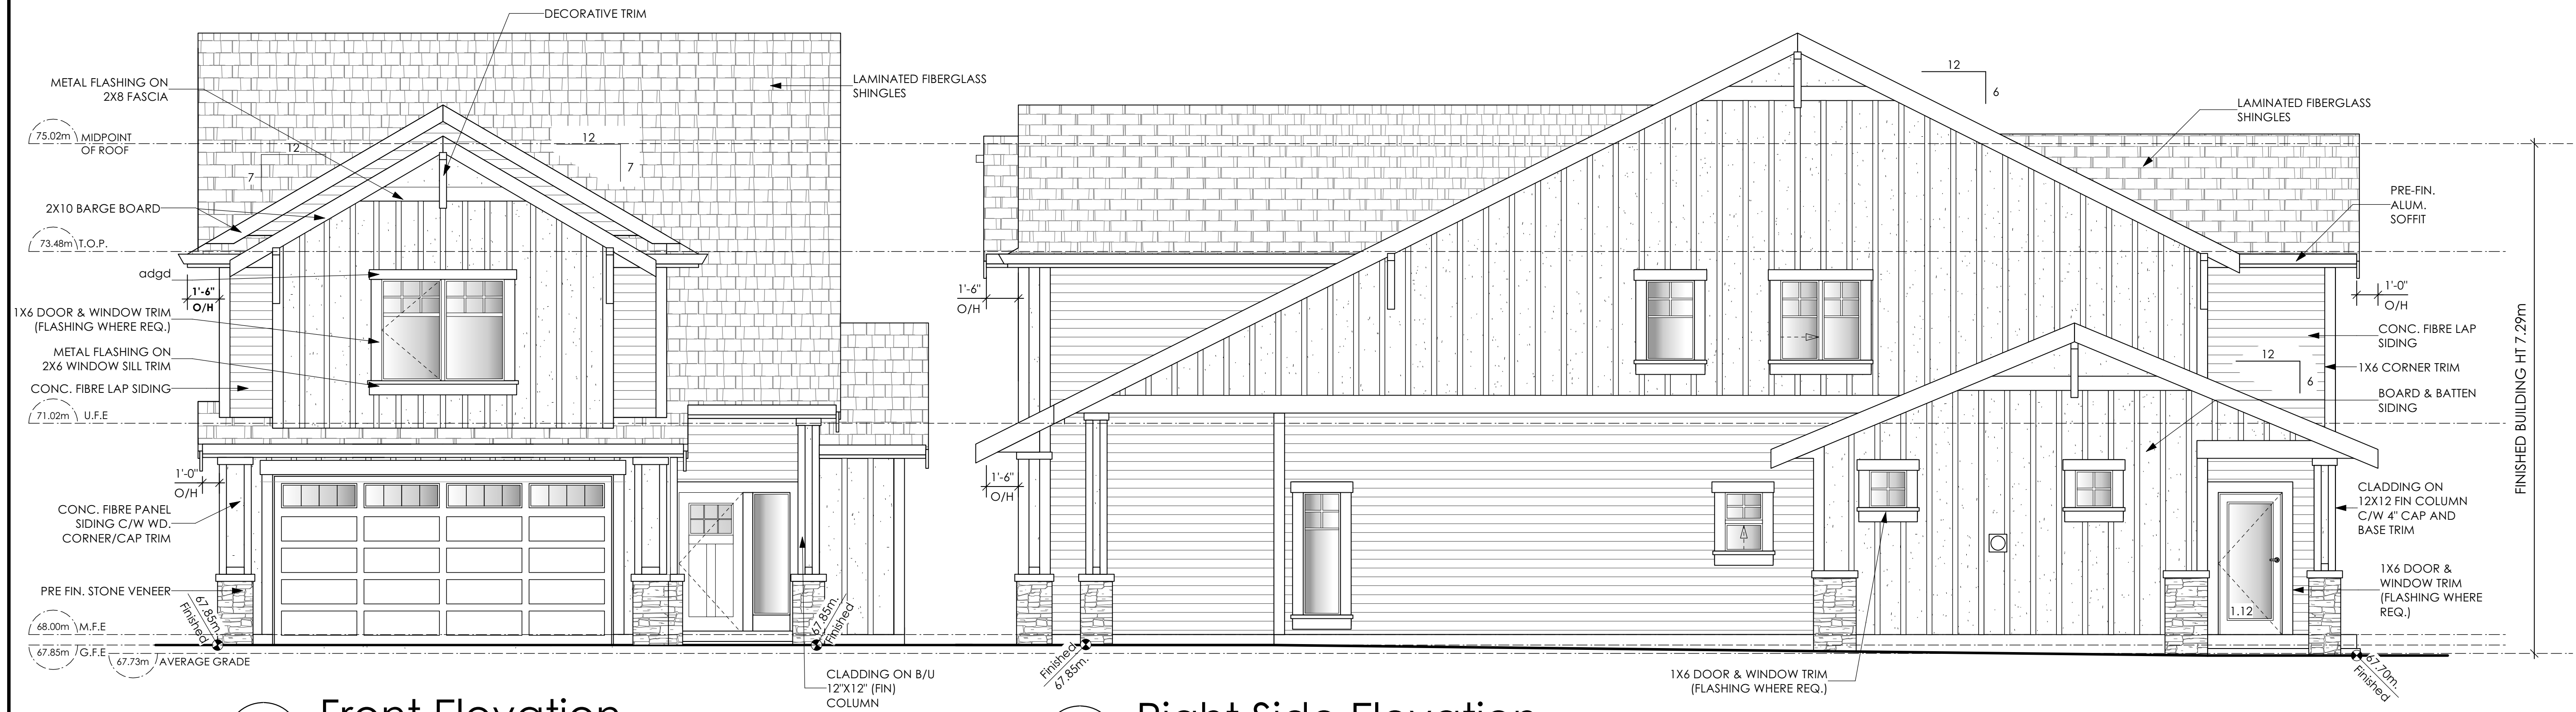 DECORATIVE TRIM
METAL FLASHING ON
2X8 FASCIA
LAMINATED FIBERGLASS
SHINGLES
75.02m
MIDPOINT
OF ROOF
12
7
12
7
2X10 BARGE BOARD
73.48m
T.O.P.
adgd
1'-6"
O/H
1X6 DOOR & WINDOW TRIM
(FLASHING WHERE REQ.)
METAL FLASHING ON
2X6 WINDOW SILL TRIM
CONC. FIBRE LAP SIDING
71.02m
U.F.E
1'-0"
O/H
CONC. FIBRE PANEL
SIDING C/W WD.
CORNER/CAP TRIM
PRE FIN. STONE VENEER
67.85m.
Finished
67.85m.
Finished
68.00m
M.F.E
67.85m
G.F.E
67.73m
AVERAGE GRADE
CLADDING ON B/U
12"X12" (FIN)
COLUMN
Front Elevation
12
6
LAMINATED FIBERGLASS
SHINGLES
PRE-FIN.
ALUM.
SOFFIT
1'-6"
O/H
1'-0"
O/H
CONC. FIBRE LAP
SIDING
12
6
1X6 CORNER TRIM
BOARD & BATTEN
SIDING
FINISHED BUILDING HT 7.29m
1'-6"
O/H
CLADDING ON
12X12 FIN COLUMN
C/W 4" CAP AND
BASE TRIM
1X6 DOOR &
WINDOW TRIM
(FLASHING WHERE
REQ.)
1.12
Finished
67.85m.
1X6 DOOR & WINDOW TRIM
(FLASHING WHERE REQ.)
67.70m.
Finished
Right Side Elevation